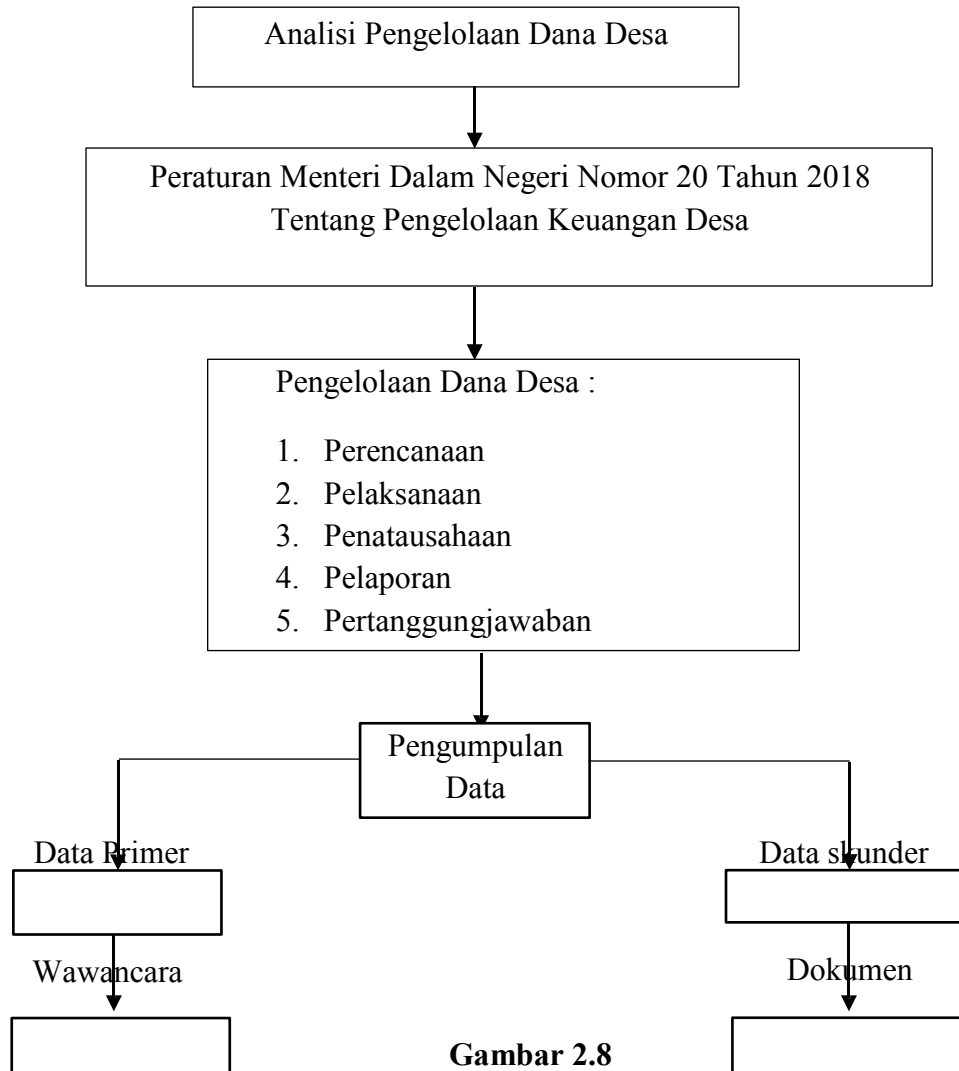 Analisi Pengelolaan Dana Desa
Peraturan Menteri Dalam Negeri Nomor 20 Tahun 2018
Tentang Pengelolaan Keuangan Desa
Pengelolaan Dana Desa :
1. Perencanaan
2. Pelaksanaan
3. Penatausahaan
4. Pelaporan
5. Pertanggungjawaban
Pengumpulan
Data
Data Primer
Data skunder
Wawancara
Dokumen
Gambar 2.8